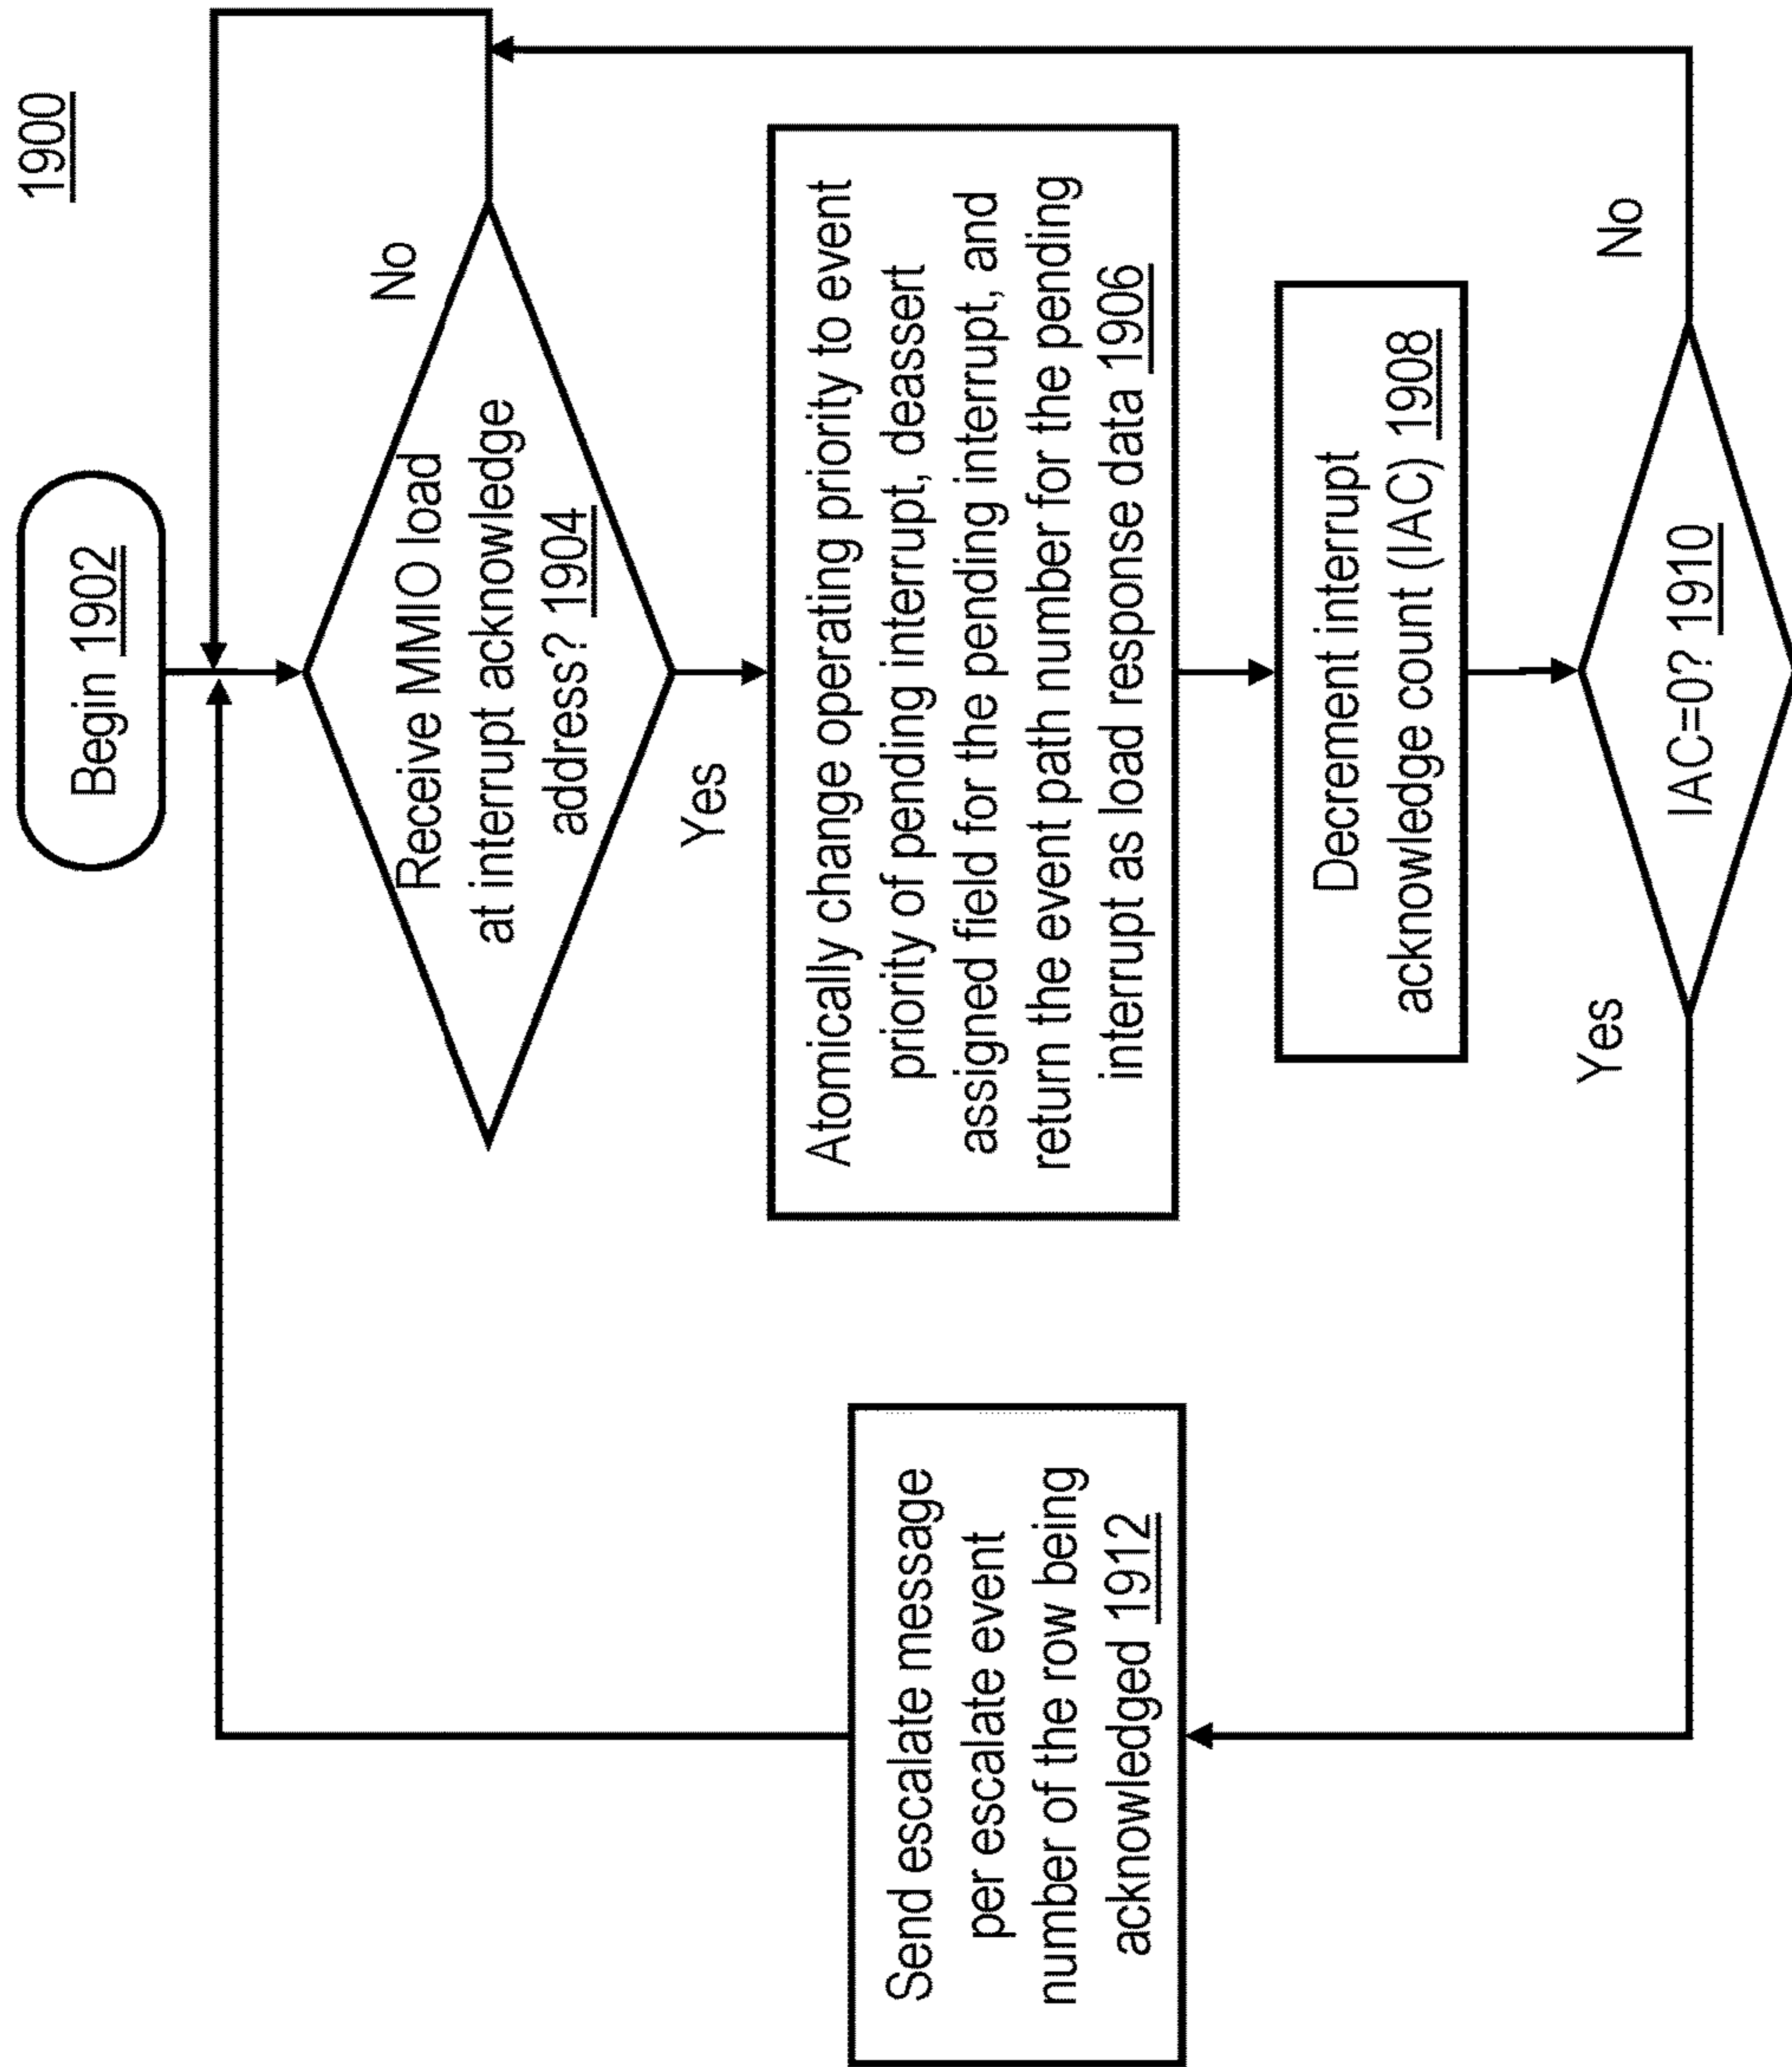 1900
Begin 1902
Receive MMIO load
at interrupt acknowledge
address? 1904
No
Yes
Atomically change operating priority to event
priority of pending interrupt, deassert
assigned field for the pending interrupt, and
return the event path number for the pending
interrupt as load response data 1906
Decrement interrupt
acknowledge count (IAC) 1908
IAC=0? 1910
No
Yes
Send escalate message
per escalate event
number of the row being
acknowledged 1912